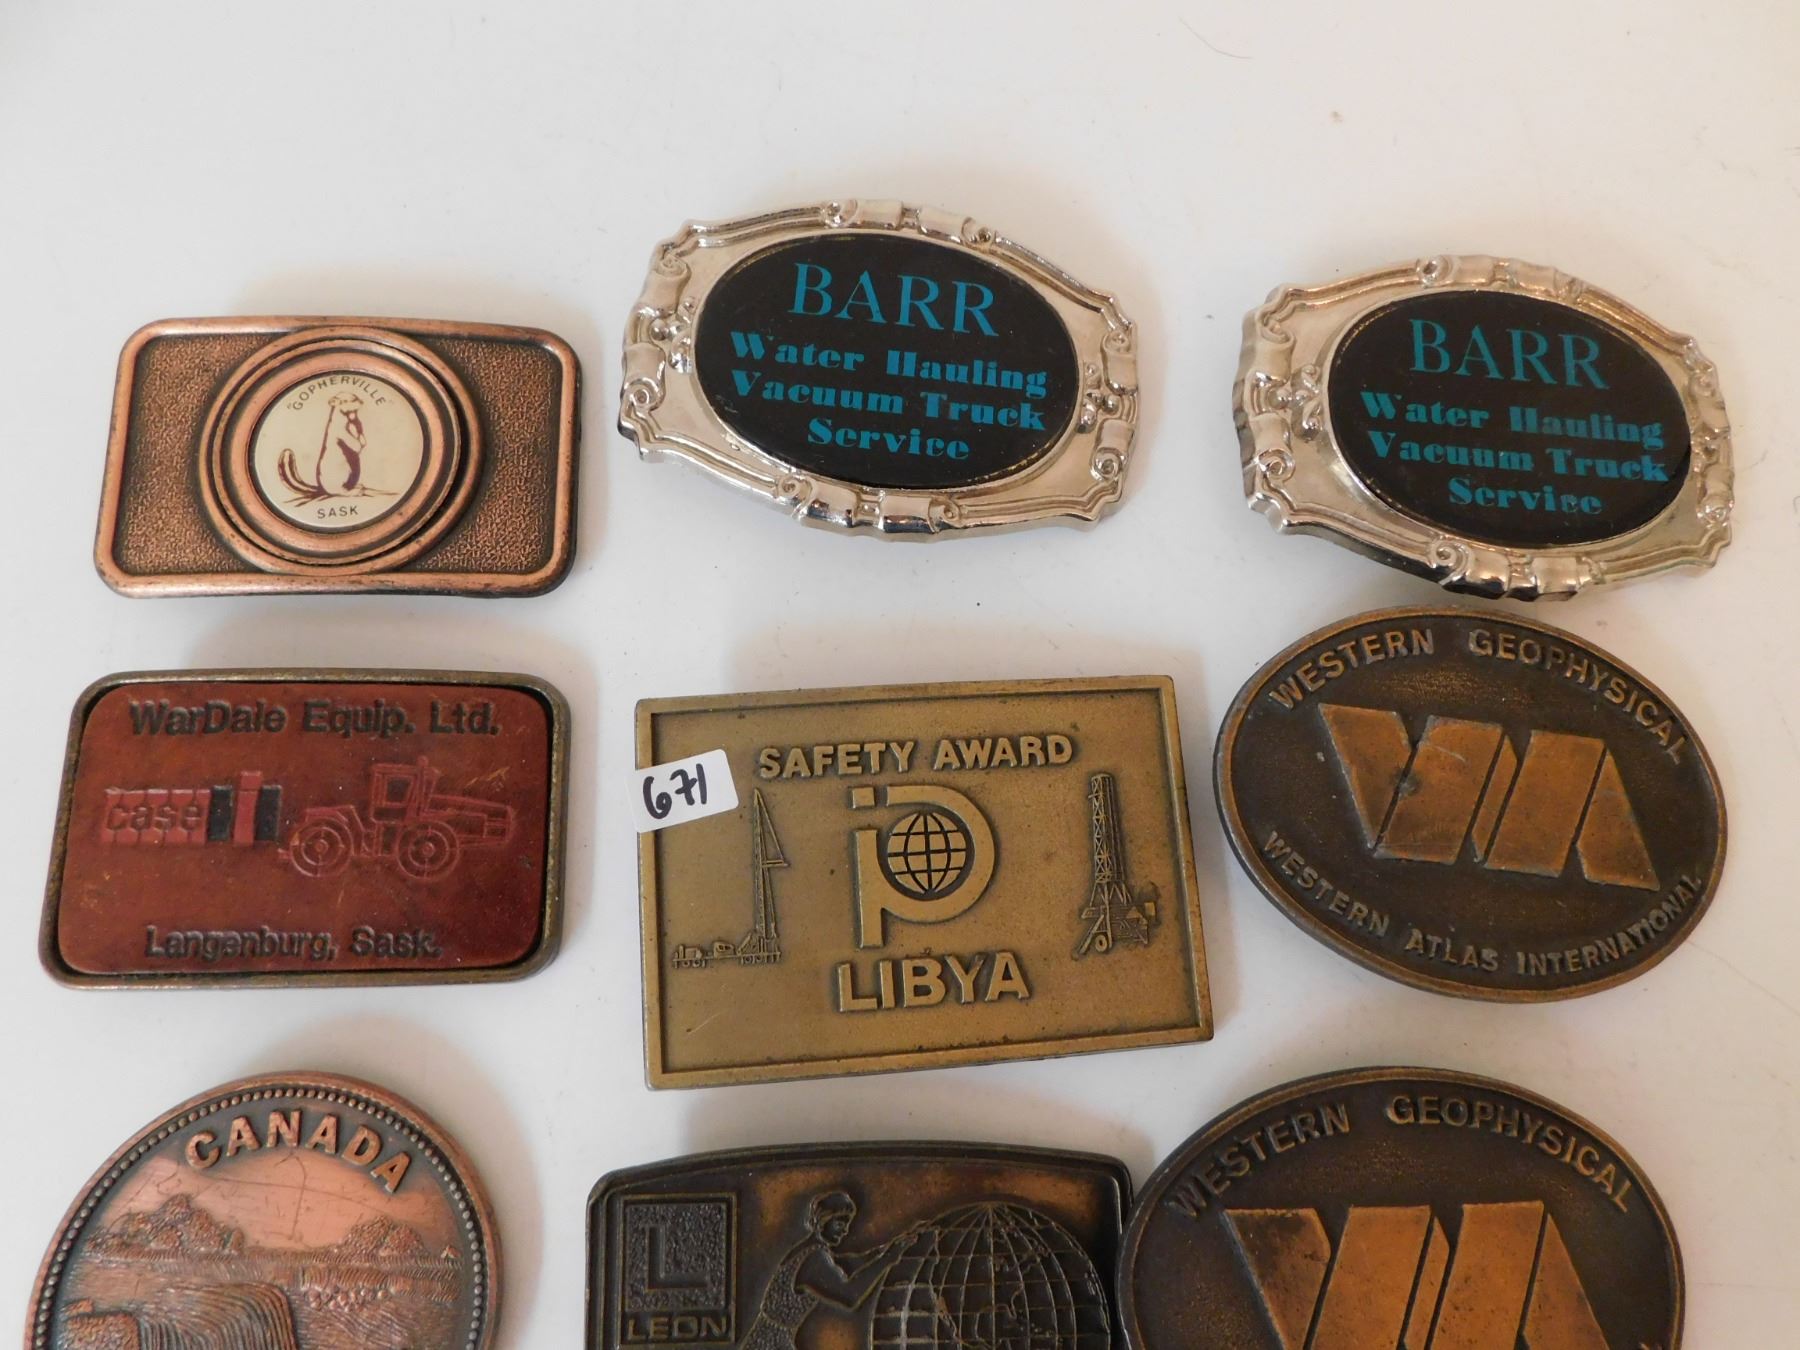 "GOPHERVILLE"
SASK
BARR
Water Hauling
Vacuum Truck
Service
BARR
Water Hauling
Vacuum Truck
Service
WarDale Equip. Ltd.
case
Langenburg, Sask.
671
SAFETY AWARD
LIBYA
WESTERN GEOPHYSICAL
WESTERN ATLAS INTERNATIONAL
CANADA
L
LEON
WESTERN GEOPHYSICAL